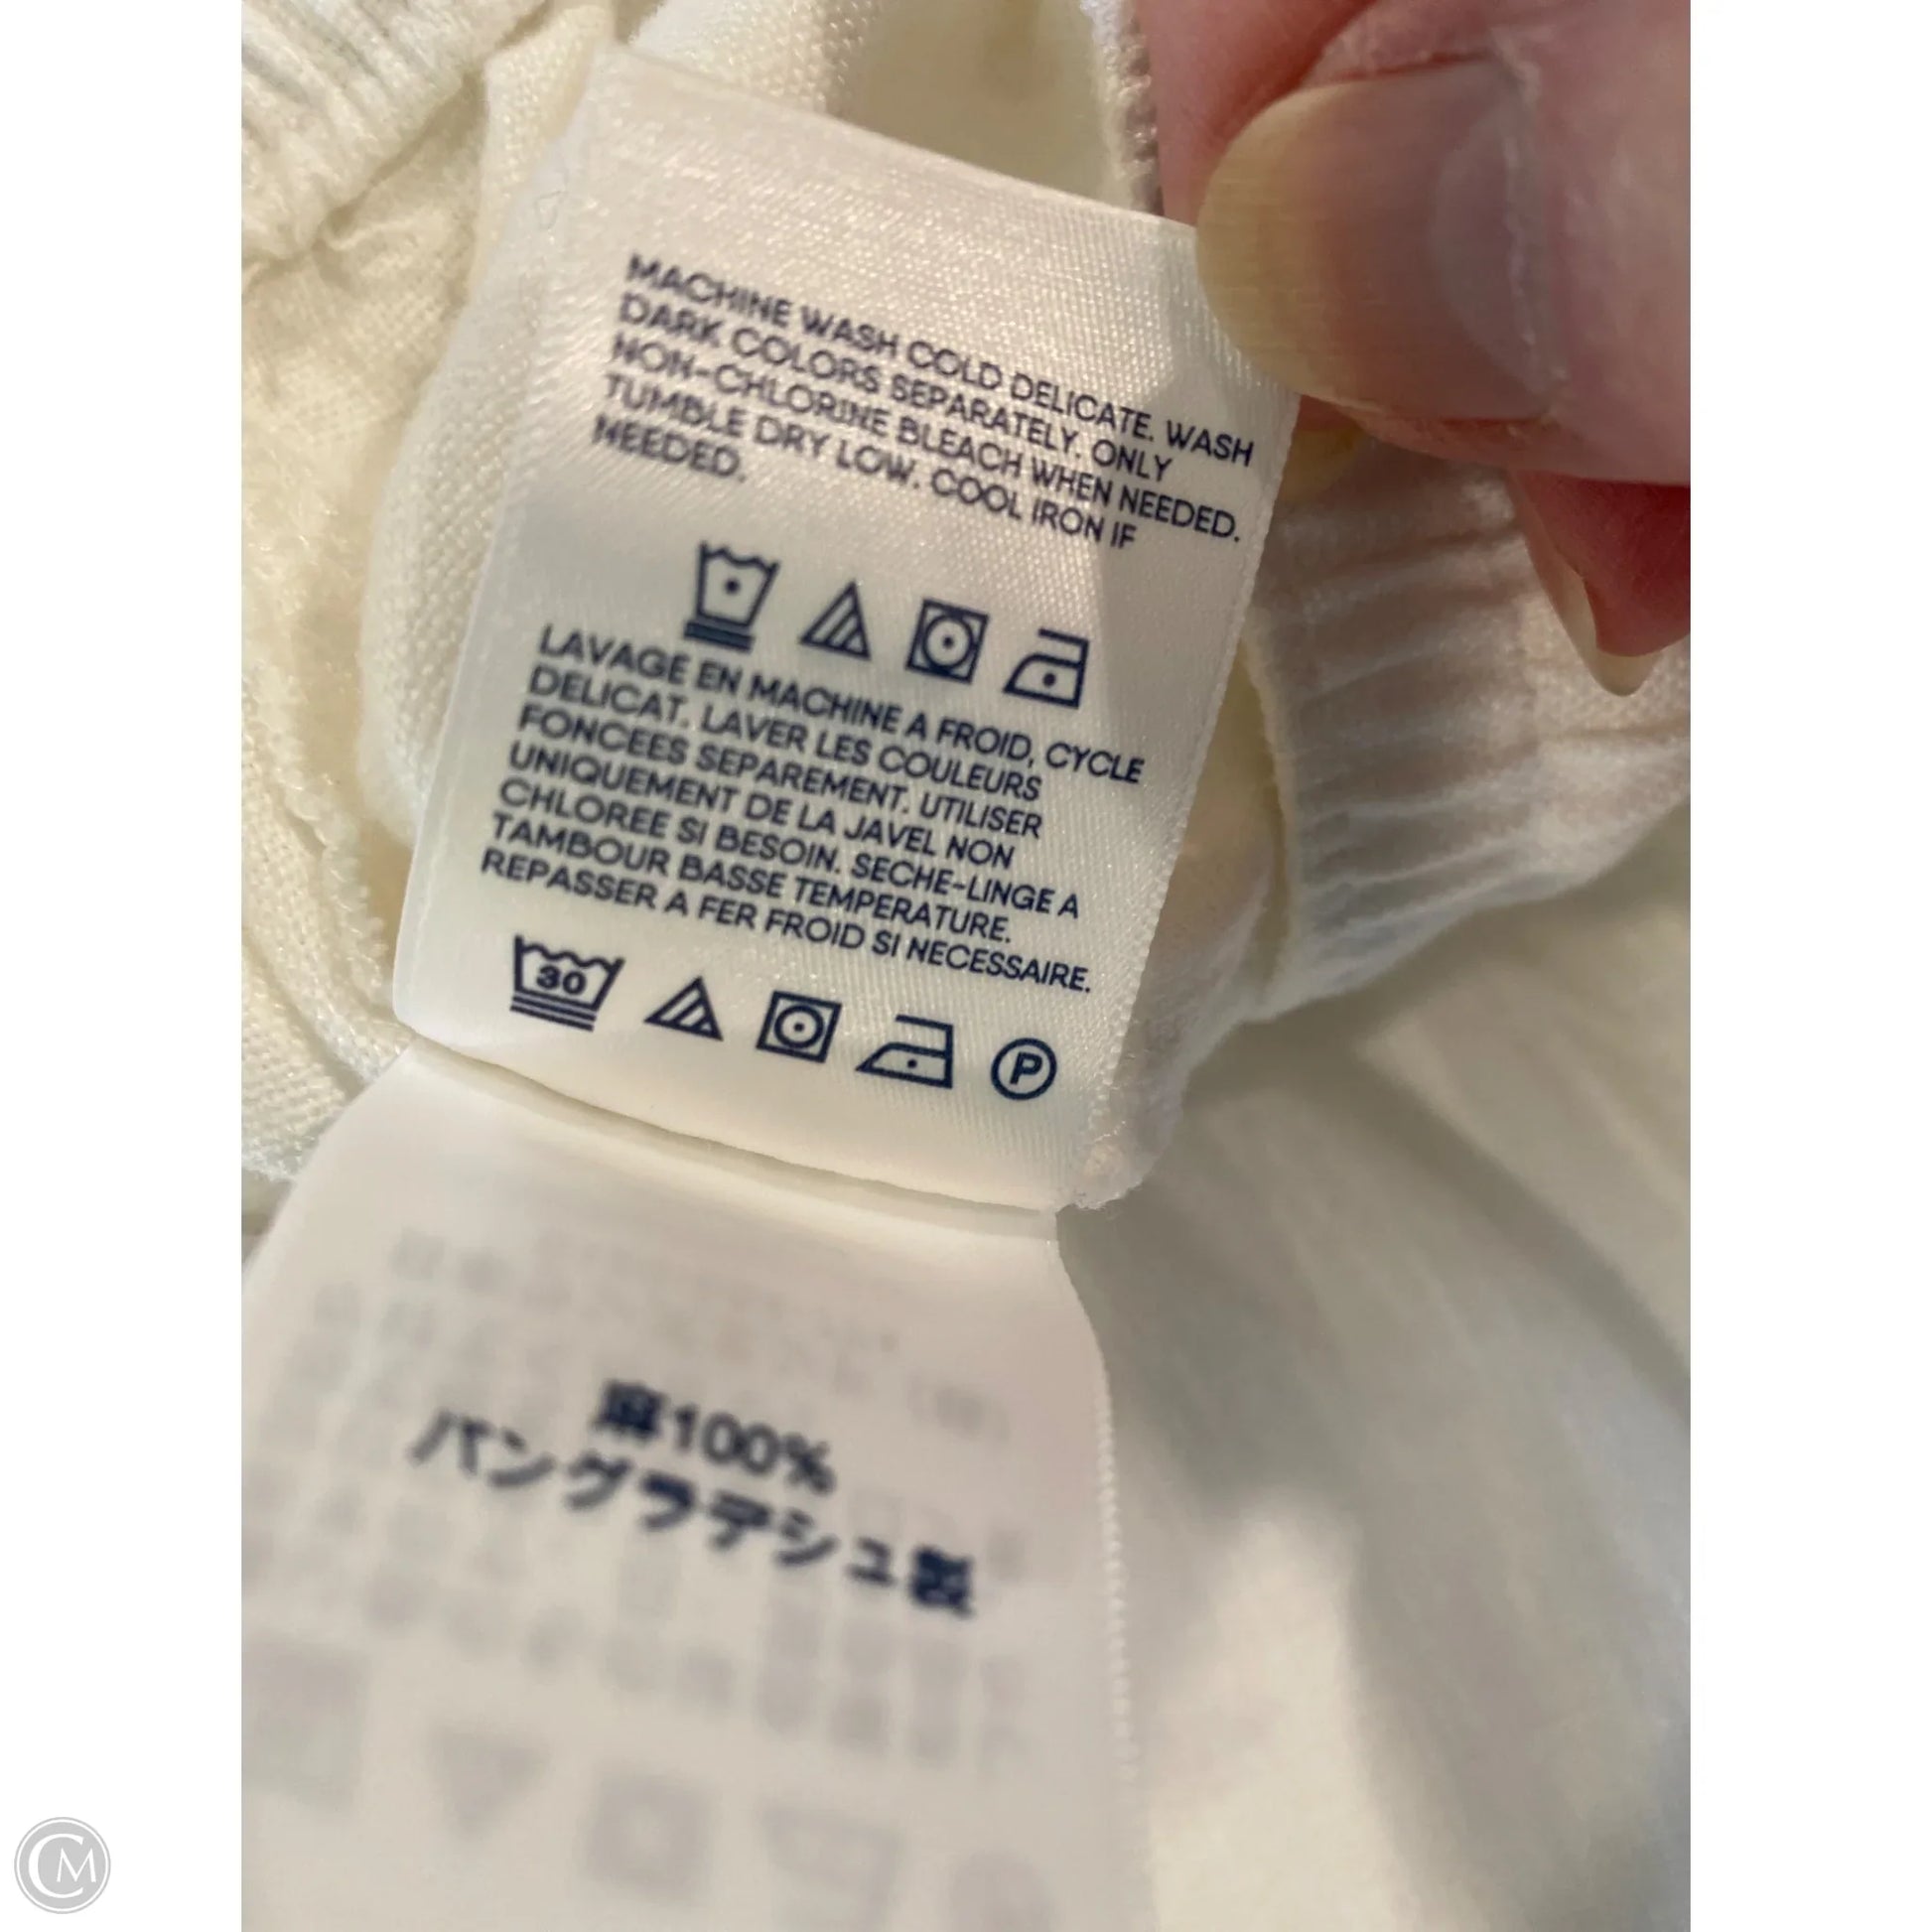 MACHINE WASH COLD DELICATE. WASH
DARK COLORS SEPARATELY. ONLY
NON-CHLORINE BLEACH WHEN NEEDED.
TUMBLE DRY LOW. COOL IRON IF
NEEDED.
LAVAGE EN MACHINE A FROID, CYCLE
DELICAT. LAVER LES COULEURS
FONCEES SEPAREMENT. UTILISER
UNIQUEMENT DE LA JAVEL NON
CHLOREE SI BESOIN. SECHE-LINGE A
TAMBOUR BASSE TEMPERATURE.
REPASSER A FER FROID SI NECESSAIRE.
30
P
麻100%
バングラデシュ製
CM